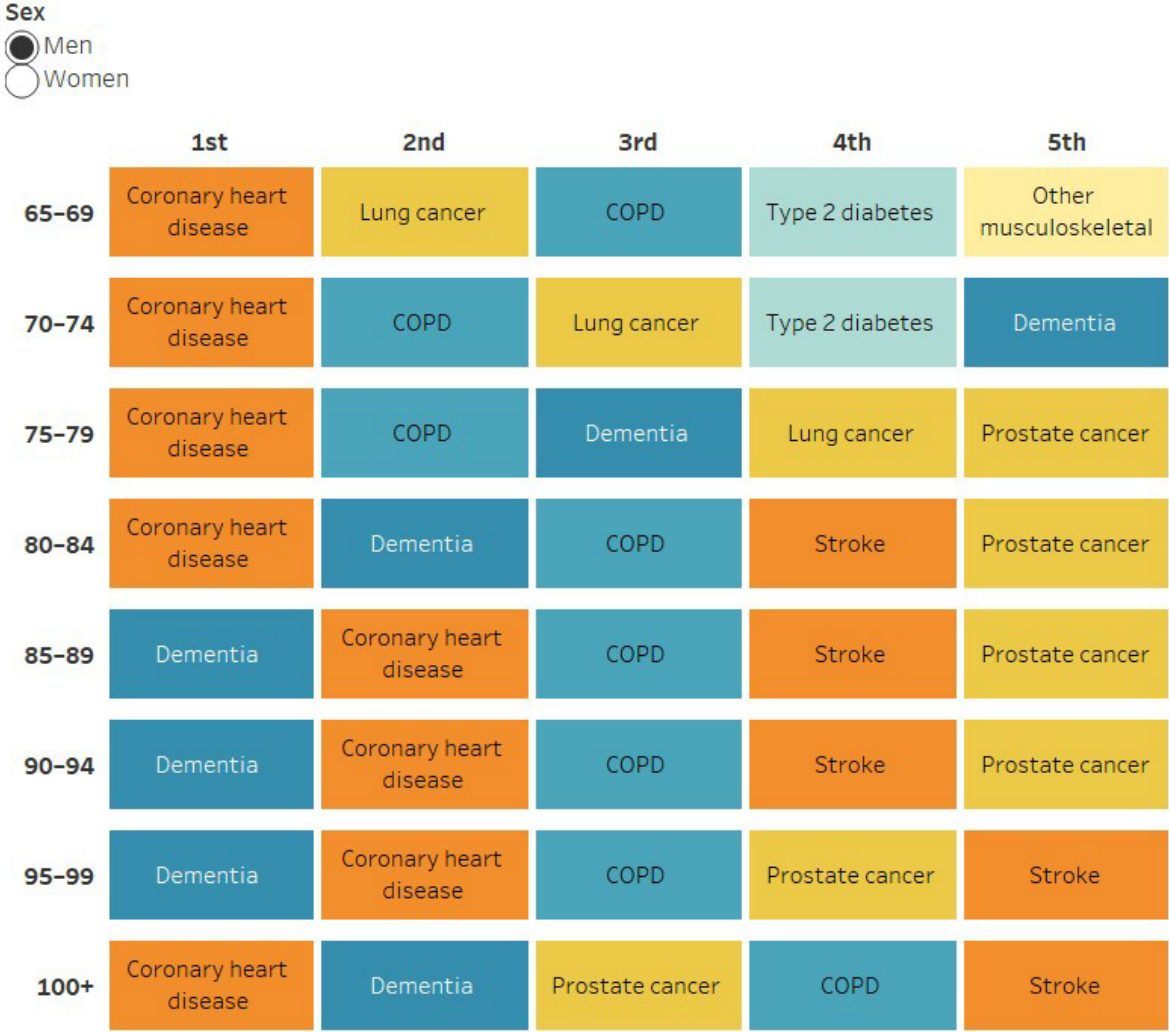 Sex
Men
Women
1st 2nd 3rd 4th 5th
65–69 Coronary heart disease Lung cancer COPD Type 2 diabetes Other musculoskeletal
70–74 Coronary heart disease COPD Lung cancer Type 2 diabetes Dementia
75–79 Coronary heart disease COPD Dementia Lung cancer Prostate cancer
80–84 Coronary heart disease Dementia COPD Stroke Prostate cancer
85–89 Dementia Coronary heart disease COPD Stroke Prostate cancer
90–94 Dementia Coronary heart disease COPD Stroke Prostate cancer
95–99 Dementia Coronary heart disease COPD Prostate cancer Stroke
100+ Coronary heart disease Dementia Prostate cancer COPD Stroke